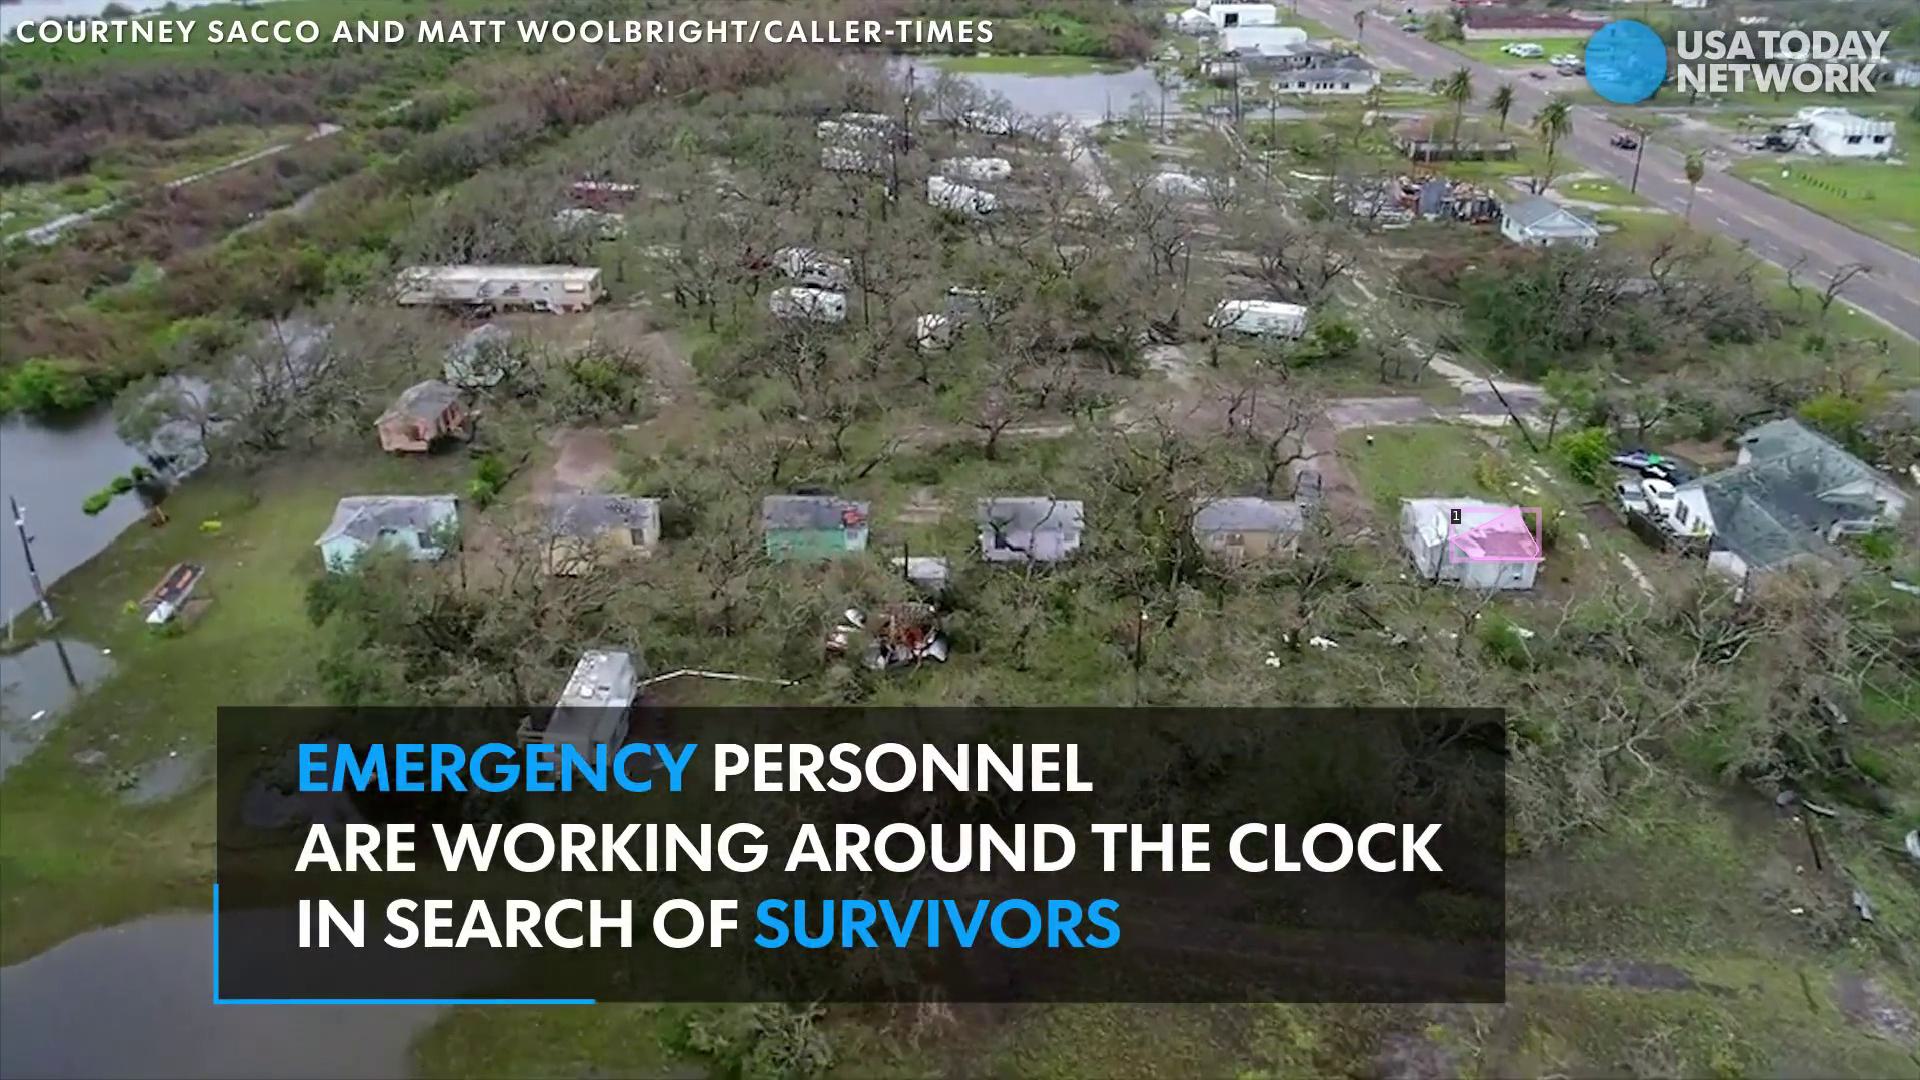 COURTNEY SACCO AND MATT WOOLBRIGHT/CALLER-TIMES
USA TODAY
NETWORK
1
EMERGENCY PERSONNEL
ARE WORKING AROUND THE CLOCK
IN SEARCH OF SURVIVORS